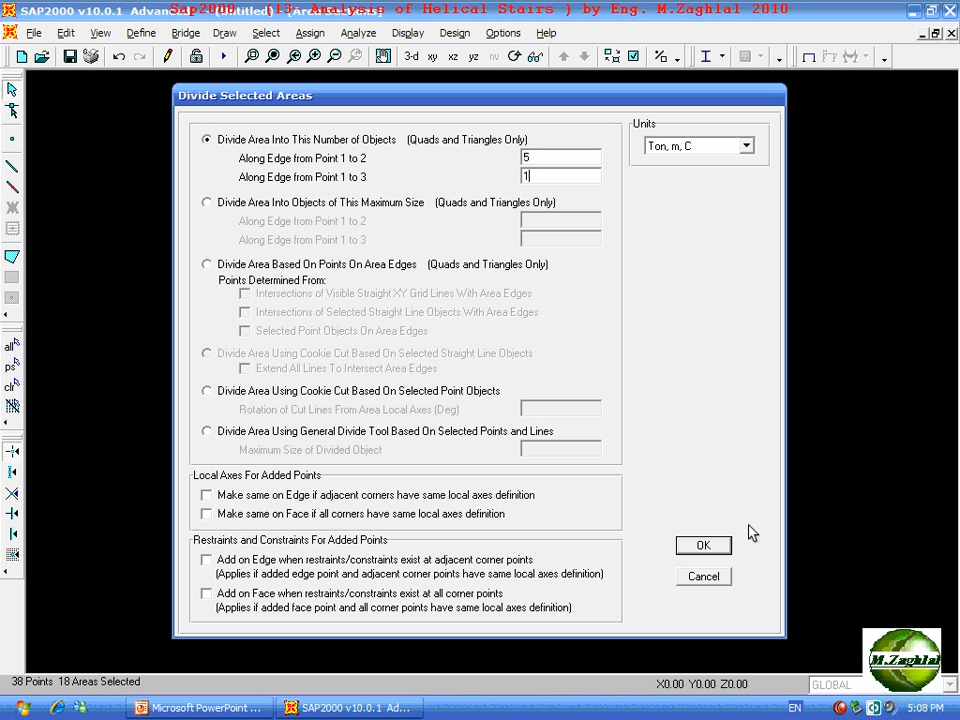 Sap2000 (13. Analysis of Helical Stairs ) by Eng. M.Zaghlal 2010
File Edit View Define Bridge Draw Select Assign Analyze Display Design Options Help
3-d xy xz yz nv
Divide Selected Areas
Divide Area Into This Number of Objects (Quads and Triangles Only)
Along Edge from Point 1 to 2 5
Along Edge from Point 1 to 3 1
Units
Ton, m, C
Divide Area Into Objects of This Maximum Size (Quads and Triangles Only)
Along Edge from Point 1 to 2
Along Edge from Point 1 to 3
Divide Area Based On Points On Area Edges (Quads and Triangles Only)
Points Determined From:
Intersections of Visible Straight XY Grid Lines With Area Edges
Intersections of Selected Straight Line Objects With Area Edges
Selected Point Objects On Area Edges
Divide Area Using Cookie Cut Based On Selected Straight Line Objects
Extend All Lines To Intersect Area Edges
Divide Area Using Cookie Cut Based On Selected Point Objects
Rotation of Cut Lines From Area Local Axes (Deg)
Divide Area Using General Divide Tool Based On Selected Points and Lines
Maximum Size of Divided Object
Local Axes For Added Points
Make same on Edge if adjacent corners have same local axes definition
Make same on Face if all corners have same local axes definition
Restraints and Constraints For Added Points
Add on Edge when restraints/constraints exist at adjacent corner points
(Applies if added edge point and adjacent corner points have same local axes definition)
Add on Face when restraints/constraints exist at all corner points
(Applies if added face point and all corner points have same local axes definition)
OK
Cancel
all
ps
clr
M.Zaghlal
38 Points 18 Areas Selected
X0.00 Y0.00 Z0.00
GLOBAL
Microsoft PowerPoint ...
SAP2000 v10.0.1 Ad...
EN
5:08 PM